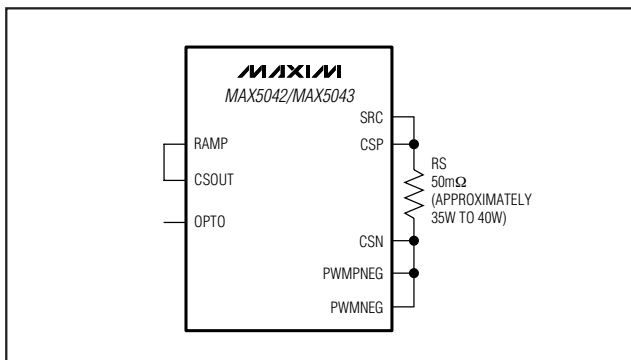 MAXIM
MAX5042/MAX5043
SRC
RAMP
CSP
RS
50mΩ
(APPROXIMATELY
35W TO 40W)
CSOUT
OPTO
CSN
PWMPNEG
PWMNEG